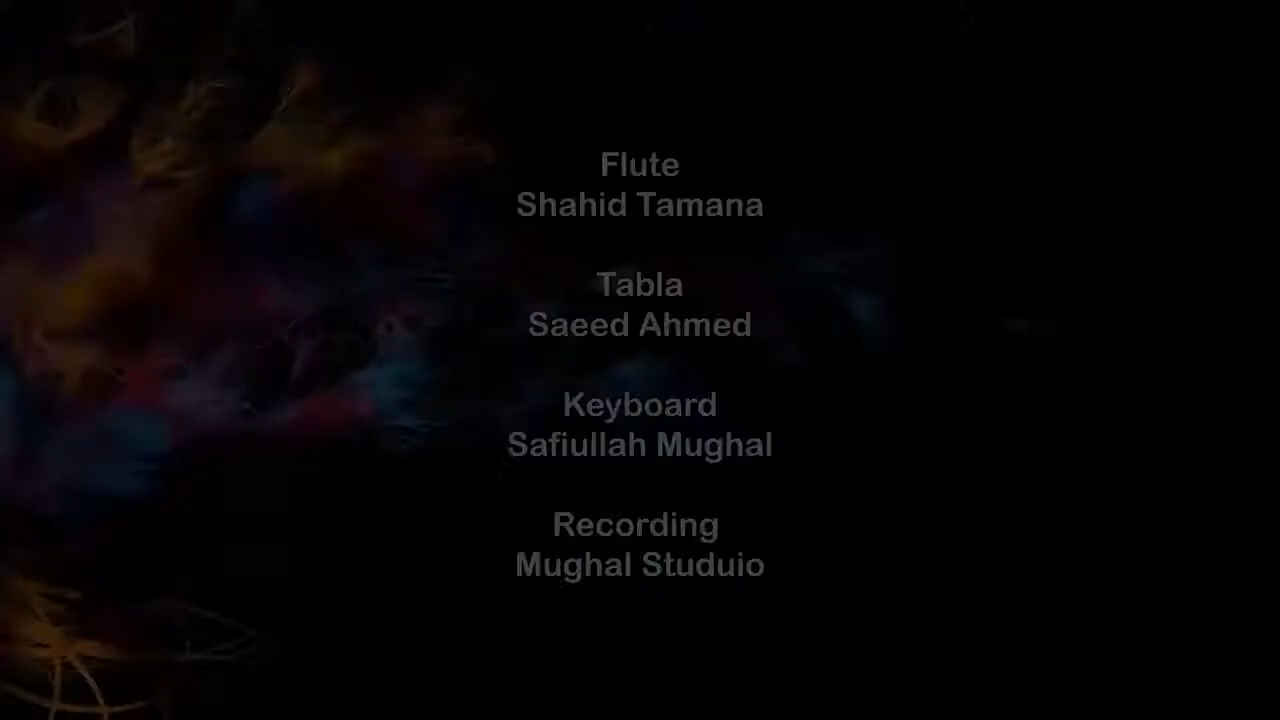 Flute
Shahid Tamana
Tabla
Saeed Ahmed
Keyboard
Safiullah Mughal
Recording
Mughal Studuio